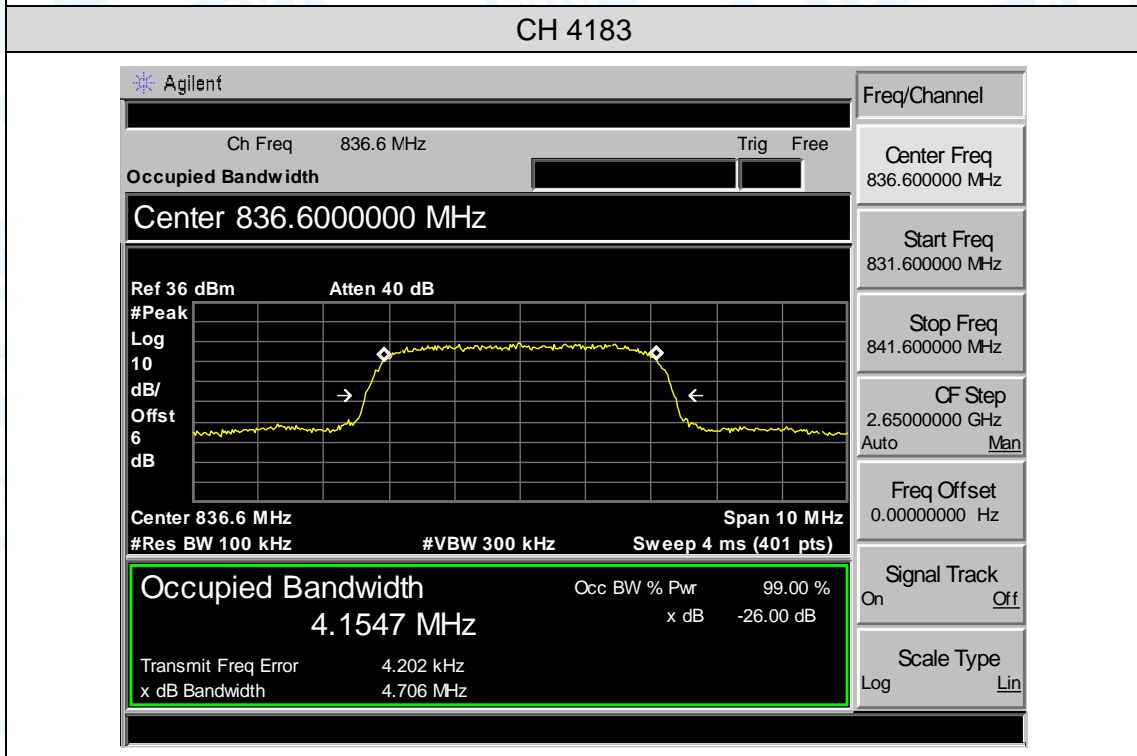 CH 4183
Agilent
Freq/Channel
Ch Freq 836.6 MHz Trig Free
Occupied Bandwidth
Center Freq
836.600000 MHz
Center 836.6000000 MHz
Start Freq
831.600000 MHz
Ref 36 dBm Atten 40 dB
#Peak
Log
10
dB/
Offst
6
dB
Stop Freq
841.600000 MHz
CF Step
2.65000000 GHz
Auto Man
Center 836.6 MHz Span 10 MHz
#Res BW 100 kHz #VBW 300 kHz Sweep 4 ms (401 pts)
Freq Offset
0.00000000 Hz
Occupied Bandwidth Occ BW % Pwr 99.00 %
4.1547 MHz x dB -26.00 dB
Transmit Freq Error 4.202 kHz
x dB Bandwidth 4.706 MHz
Signal Track
On Off
Scale Type
Log Lin